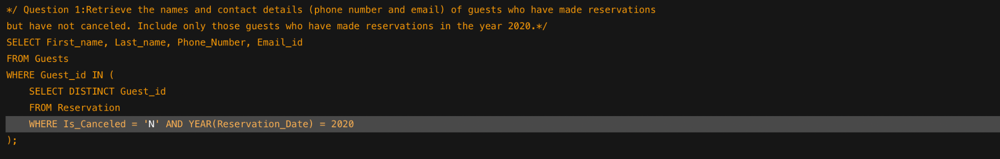 */ Question 1:Retrieve the names and contact details (phone number and email) of guests who have made reservations
but have not canceled. Include only those guests who have made reservations in the year 2020.*/
SELECT First_name, Last_name, Phone_Number, Email_id
FROM Guests
WHERE Guest_id IN (
    SELECT DISTINCT Guest_id
    FROM Reservation
    WHERE Is_Canceled = 'N' AND YEAR(Reservation_Date) = 2020
);